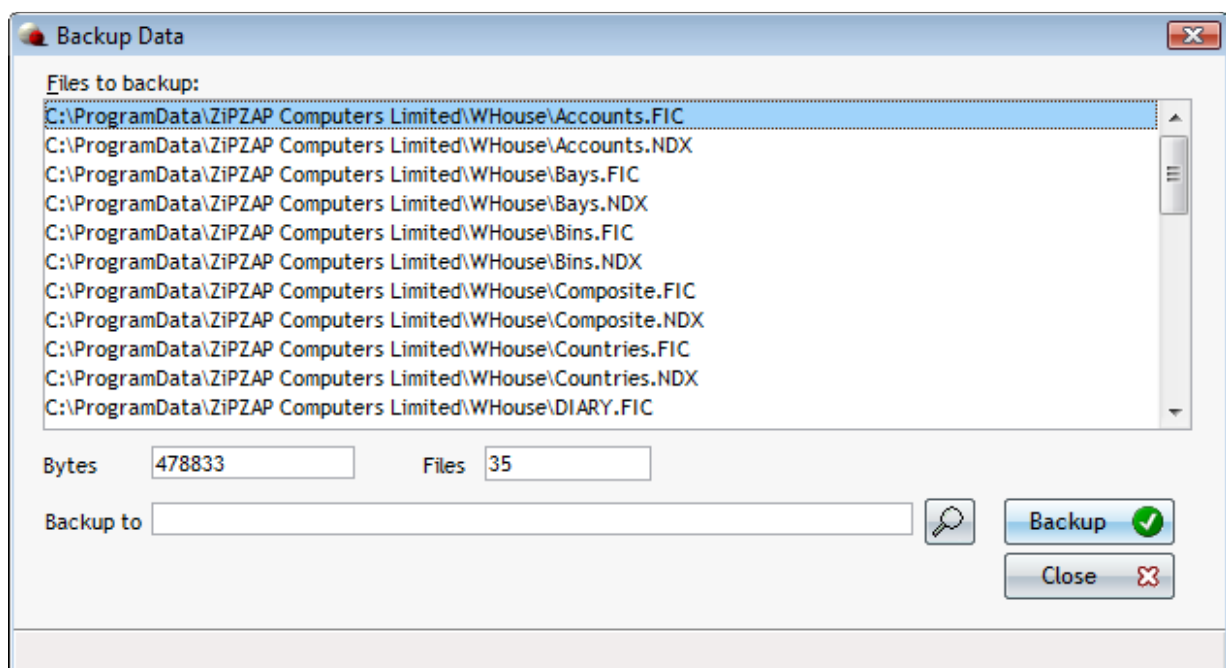 Backup Data
Files to backup:
C:\ProgramData\ZiPZAP Computers Limited\WHouse\Accounts.FIC
C:\ProgramData\ZiPZAP Computers Limited\WHouse\Accounts.NDX
C:\ProgramData\ZiPZAP Computers Limited\WHouse\Bays.FIC
C:\ProgramData\ZiPZAP Computers Limited\WHouse\Bays.NDX
C:\ProgramData\ZiPZAP Computers Limited\WHouse\Bins.FIC
C:\ProgramData\ZiPZAP Computers Limited\WHouse\Bins.NDX
C:\ProgramData\ZiPZAP Computers Limited\WHouse\Composite.FIC
C:\ProgramData\ZiPZAP Computers Limited\WHouse\Composite.NDX
C:\ProgramData\ZiPZAP Computers Limited\WHouse\Countries.FIC
C:\ProgramData\ZiPZAP Computers Limited\WHouse\Countries.NDX
C:\ProgramData\ZiPZAP Computers Limited\WHouse\DIARY.FIC
Bytes 478833 Files 35
Backup to Backup
Close